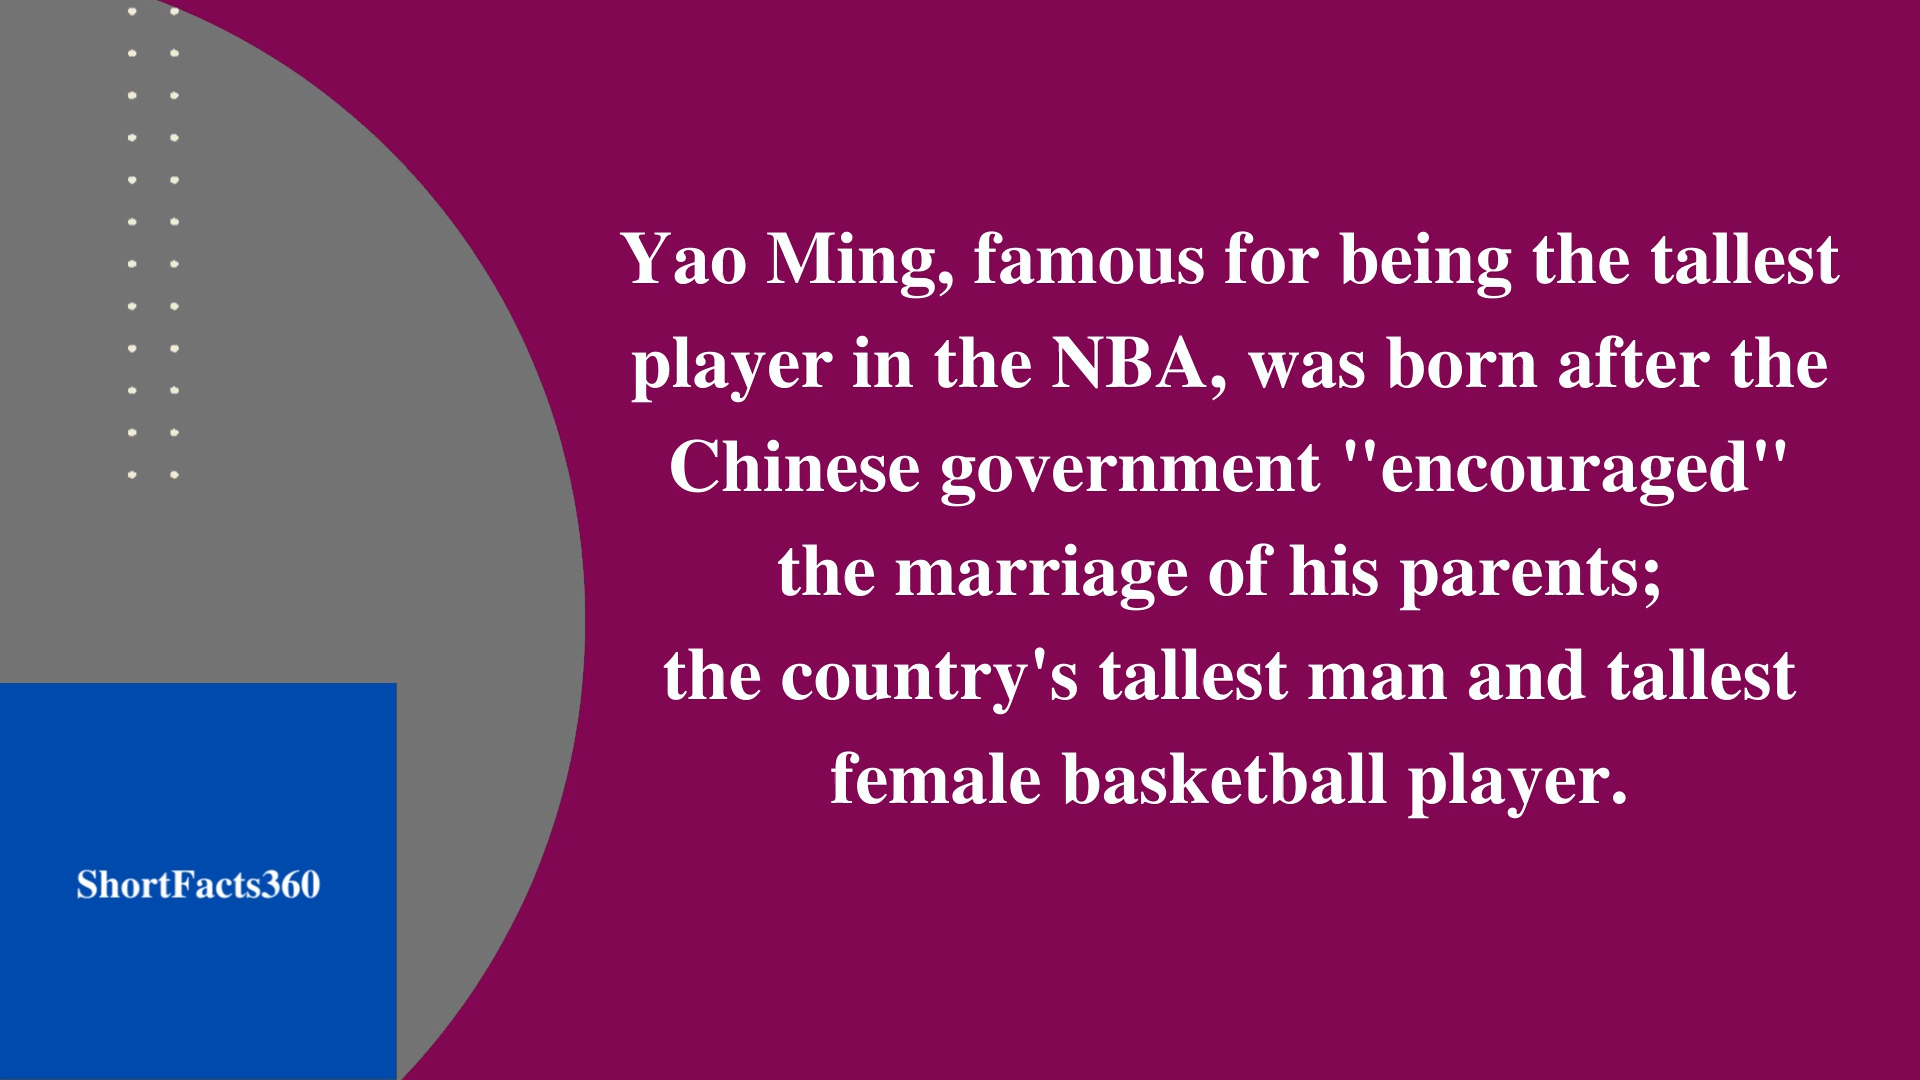 Yao Ming, famous for being the tallest
player in the NBA, was born after the
Chinese government "encouraged"
the marriage of his parents;
the country's tallest man and tallest
female basketball player.
ShortFacts360